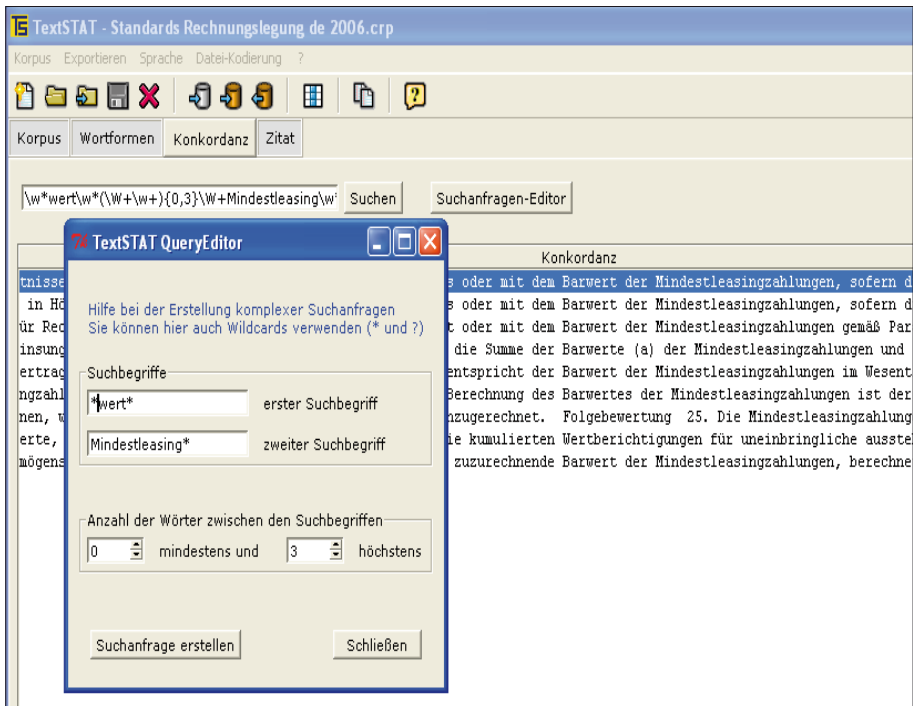 TextSTAT - Standards Rechnungslegung de 2006.crp
Korpus Exportieren Sprache Datei-Kodierung ?
Korpus Wortformen Konkordanz Zitat
\w*wert\w*(\W+\w+){0,3}\W+Mindestleasing\w* Suchen Suchanfragen-Editor
Konkordanz
tnisse s oder mit dem Barwert der Mindestleasingzahlungen, sofern d
in Hö s oder mit dem Barwert der Mindestleasingzahlungen, sofern d
ür Rec t oder mit dem Barwert der Mindestleasingzahlungen gemäß Par
insung die Summe der Barwerte (a) der Mindestleasingzahlungen und
ertrag entspricht der Barwert der Mindestleasingzahlungen im Wesent
ngzahl Berechnung des Barwertes der Mindestleasingzahlungen ist der
nen, w nzugerechnet. Folgebewertung 25. Die Mindestleasingzahlung
erte, ie kumulierten Wertberichtigungen für uneinbringliche ausste
mögens zuzurechnende Barwert der Mindestleasingzahlungen, berechne
TextSTAT QueryEditor
Hilfe bei der Erstellung komplexer Suchanfragen
Sie können hier auch Wildcards verwenden (* und ?)
Suchbegriffe
*wert* erster Suchbegriff
Mindestleasing* zweiter Suchbegriff
Anzahl der Wörter zwischen den Suchbegriffen
0 mindestens und 3 höchstens
Suchanfrage erstellen Schließen